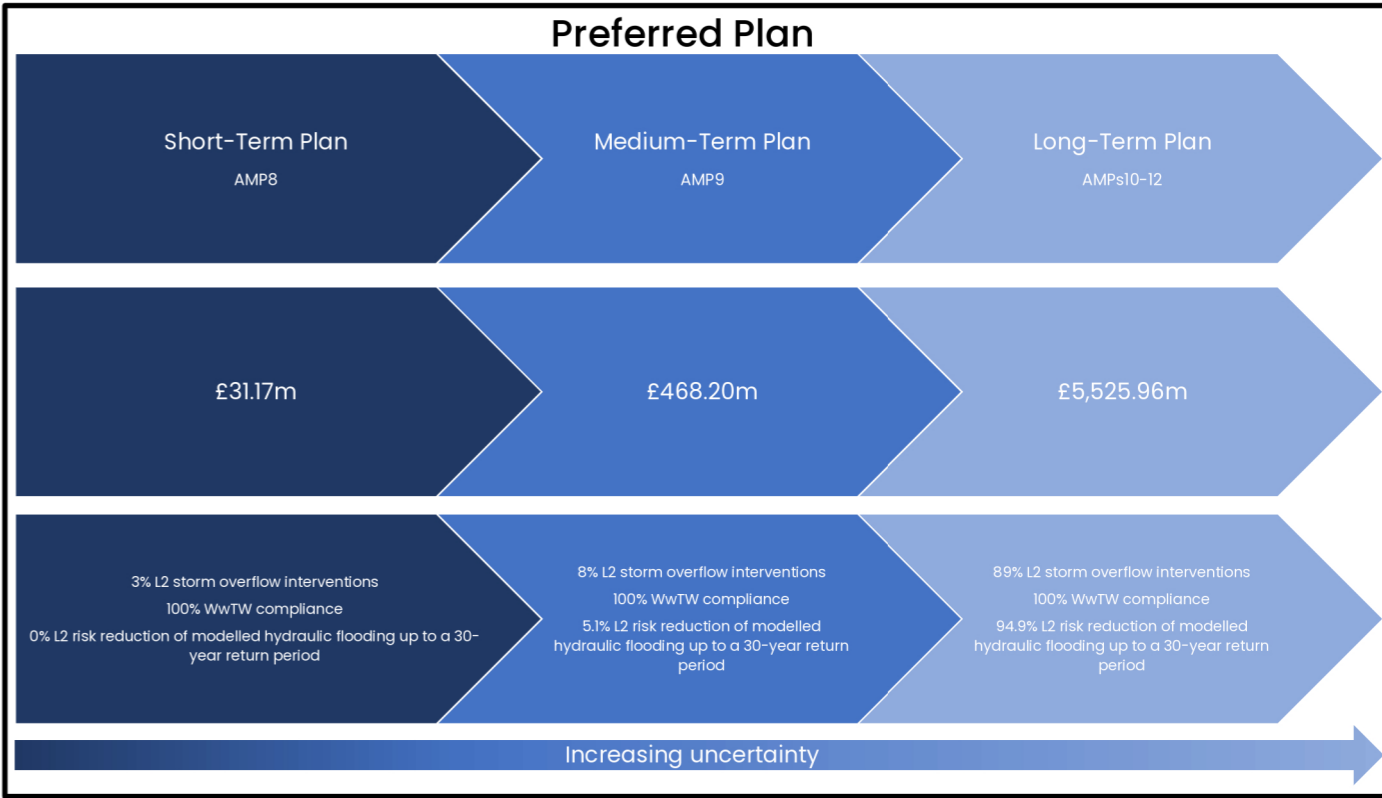 Preferred Plan
Short-Term Plan
AMP8
Medium-Term Plan
AMP9
Long-Term Plan
AMPs10-12
£31.17m
£468.20m
£5,525.96m
3% L2 storm overflow interventions
100% WwTW compliance
0% L2 risk reduction of modelled hydraulic flooding up to a 30-
year return period
8% L2 storm overflow interventions
100% WwTW compliance
5.1% L2 risk reduction of modelled
hydraulic flooding up to a 30-year return
period
89% L2 storm overflow interventions
100% WwTW compliance
94.9% L2 risk reduction of modelled
hydraulic flooding up to a 30-year return
period
Increasing uncertainty